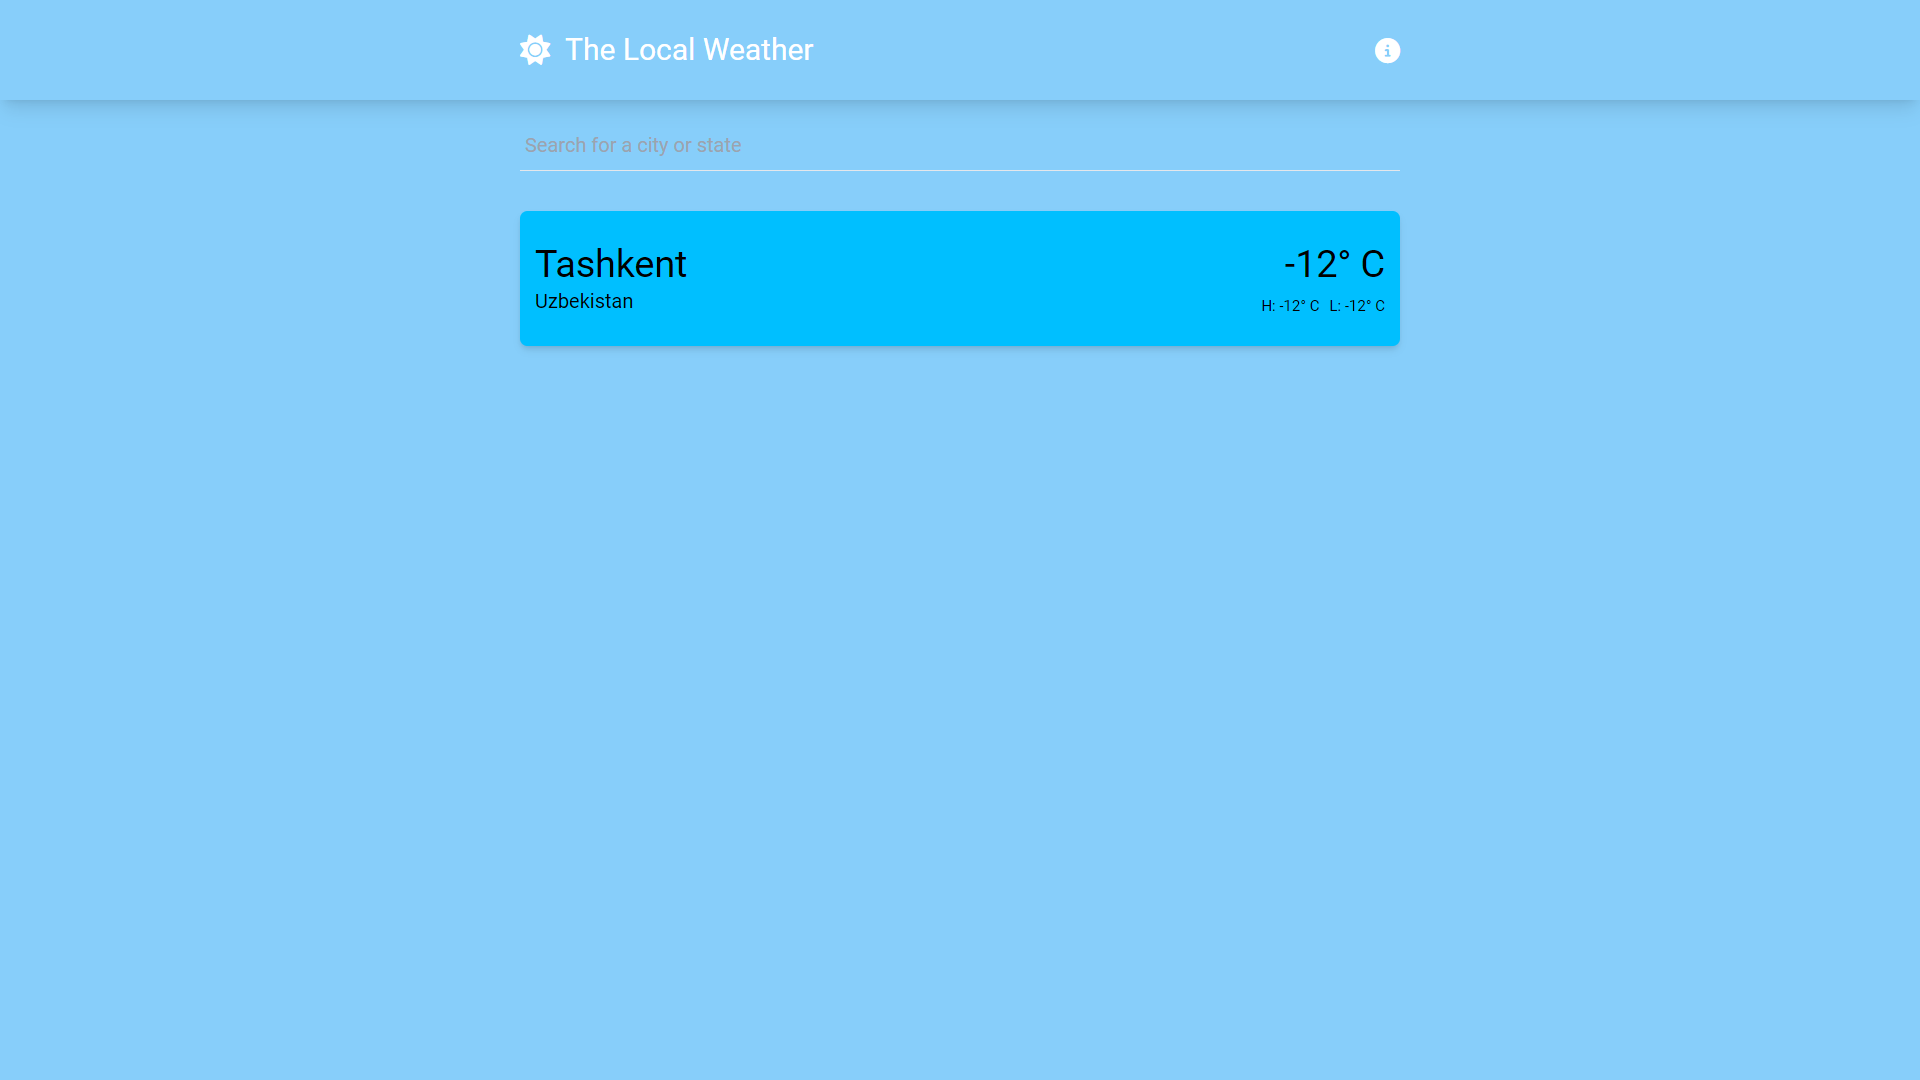 The Local Weather
Search for a city or state
Tashkent
-12° C
Uzbekistan
H: -12° C L: -12° C